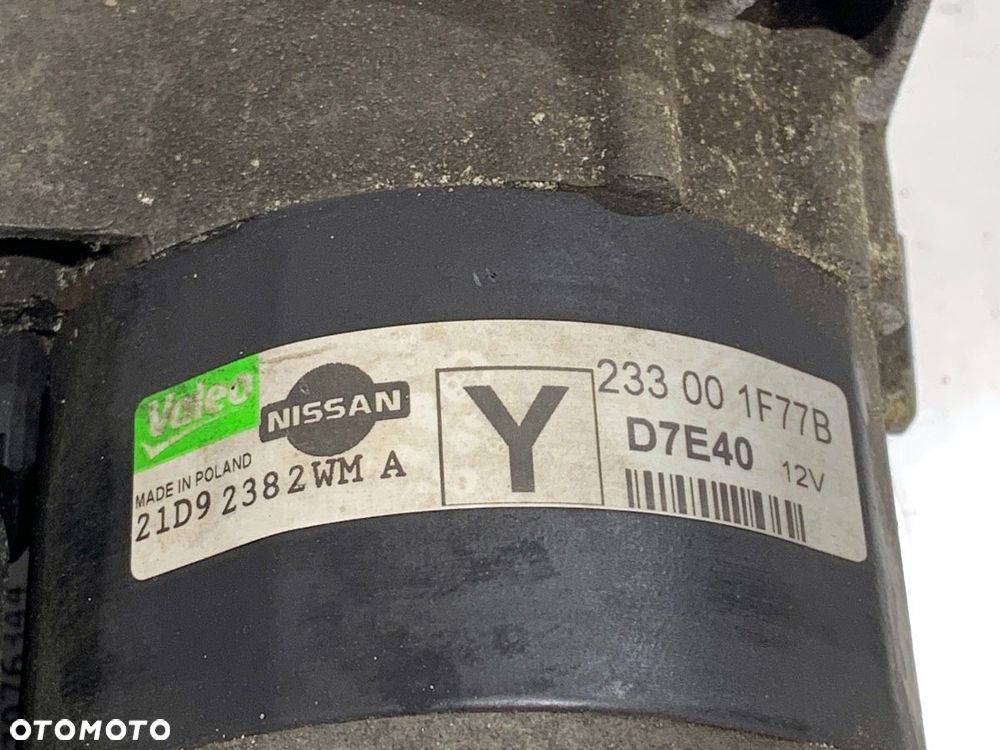 Valeo
NISSAN
MADE IN POLAND
21D9 2382WM A
Y
233 00 1F77B
D7E40 12V
OTOMOTO